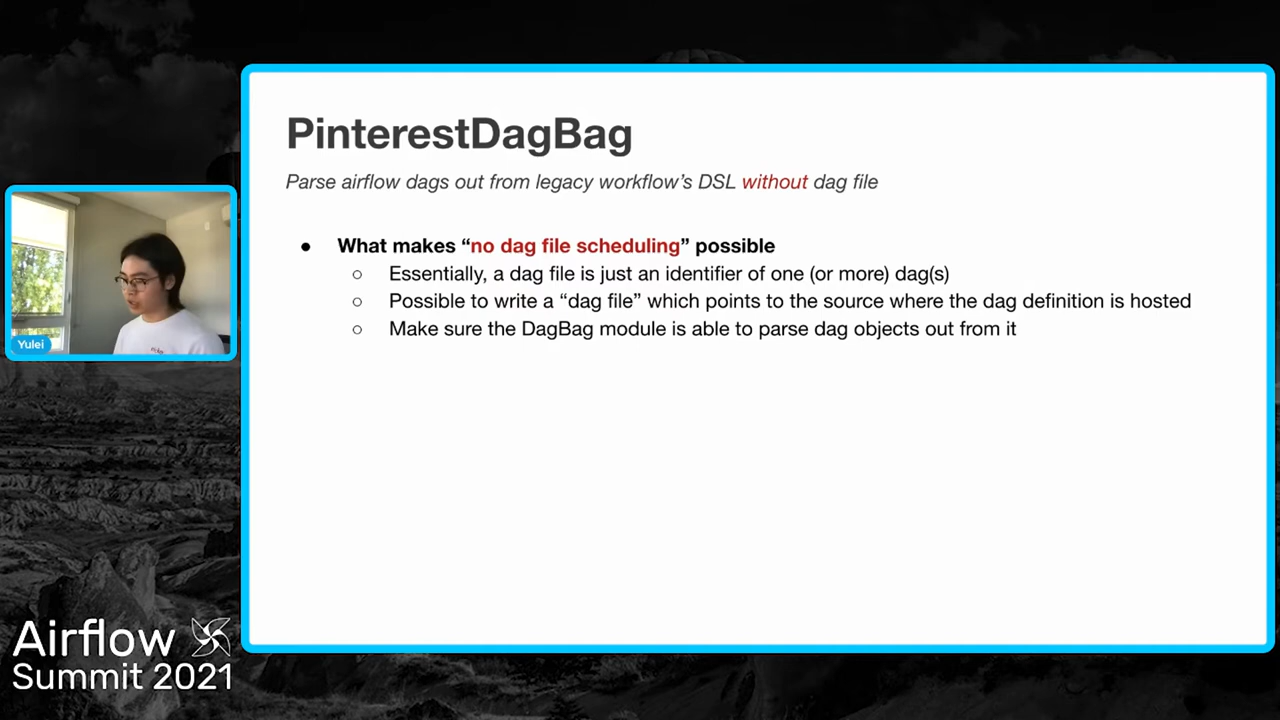 PinterestDagBag
Parse airflow dags out from legacy workflow’s DSL without dag file
● What makes “no dag file scheduling” possible
○ Essentially, a dag file is just an identifier of one (or more) dag(s)
○ Possible to write a “dag file” which points to the source where the dag definition is hosted
○ Make sure the DagBag module is able to parse dag objects out from it
Yulei
Airflow
Summit 2021